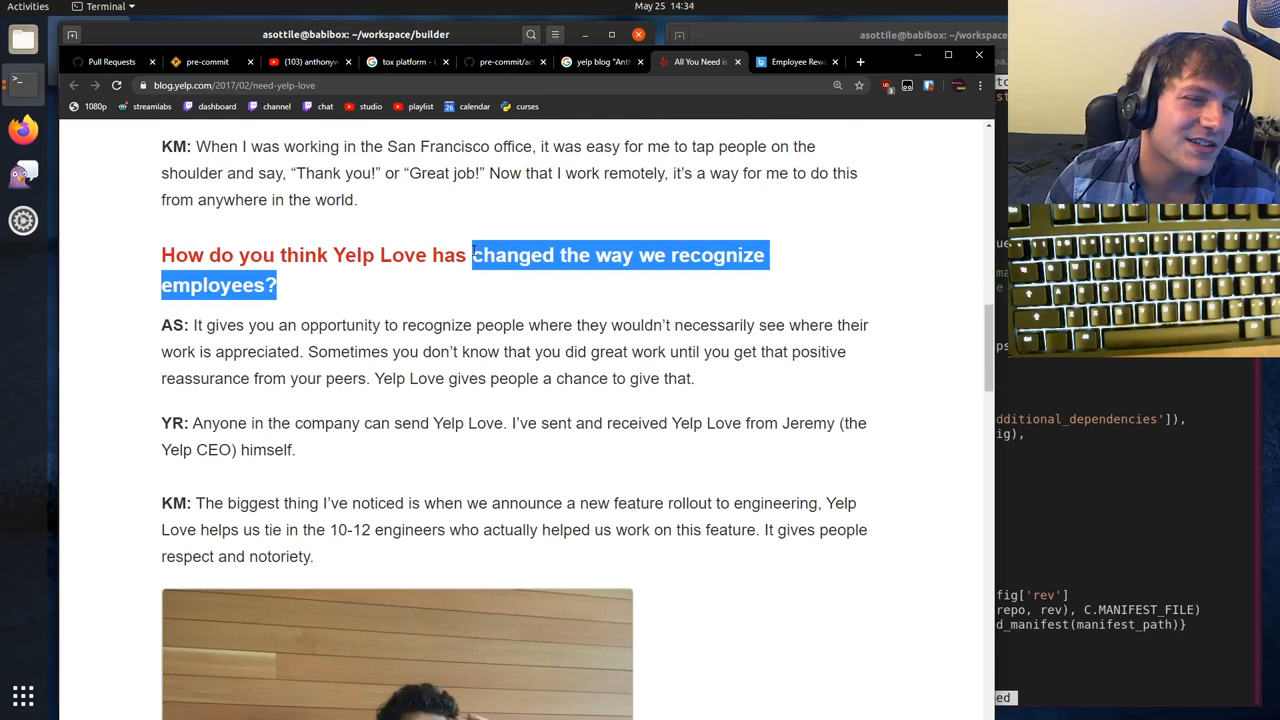 Activities
Terminal
May 25 14:34
asottile@babibox: ~/workspace/builder
asottile@babibox: ~/workspace
Pull Requests
pre-commit
(103) anthonyw
tox platform - G
pre-commit/ac
yelp blog "Anth
All You Need is
Employee Rewa
blog.yelp.com/2017/02/need-yelp-love
1080p
streamlabs
dashboard
channel
chat
studio
playlist
calendar
curses
KM: When I was working in the San Francisco office, it was easy for me to tap people on the
shoulder and say, “Thank you!” or “Great job!” Now that I work remotely, it’s a way for me to do this
from anywhere in the world.
How do you think Yelp Love has changed the way we recognize
employees?
AS: It gives you an opportunity to recognize people where they wouldn’t necessarily see where their
work is appreciated. Sometimes you don’t know that you did great work until you get that positive
reassurance from your peers. Yelp Love gives people a chance to give that.
YR: Anyone in the company can send Yelp Love. I’ve sent and received Yelp Love from Jeremy (the
Yelp CEO) himself.
KM: The biggest thing I’ve noticed is when we announce a new feature rollout to engineering, Yelp
Love helps us tie in the 10-12 engineers who actually helped us work on this feature. It gives people
respect and notoriety.
dditional_dependencies']),
ig),
fig['rev']
repo, rev), C.MANIFEST_FILE)
d_manifest(manifest_path)}
ed